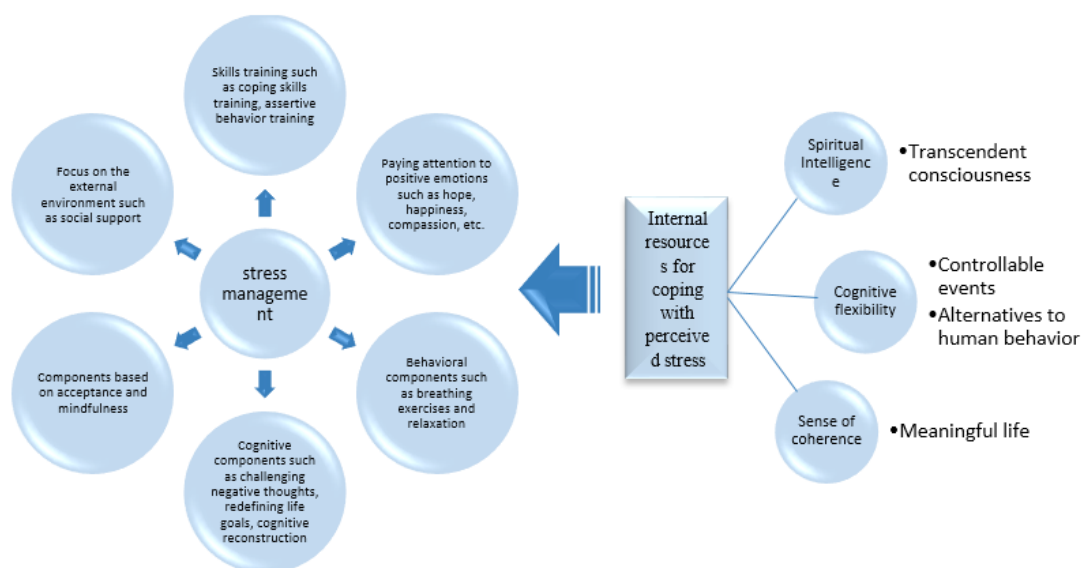 Skills training such
as coping skills
training, assertive
behavior training
Focus on the
external
environment such
as social support
Paying attention to
positive emotions
such as hope,
happiness,
compassion, etc.
stress
manageme
nt
Components based
on acceptance and
mindfulness
Behavioral
components such
as breathing
exercises and
relaxation
Cognitive
components such
as challenging
negative thoughts,
redefining life
goals, cognitive
reconstruction
Internal
resource
s for
coping
with
perceive
d stress
Spiritual
Intelligenc
e
•Transcendent
consciousness
Cognitive
flexibility
•Controllable
events
•Alternatives to
human behavior
Sense of
coherence
•Meaningful life